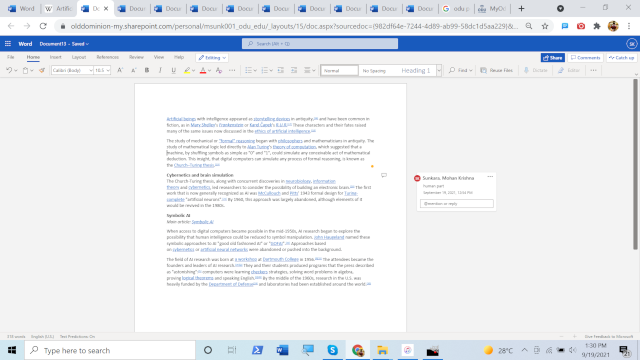 W Docu Artific Do Docu Docu Docu Docu Docu Docu Docu odu p MyOD
olddominion-my.sharepoint.com/personal/msunk001_odu_edu/_layouts/15/doc.aspx?sourcedoc={982df64e-7244-4d89-ab99-58dc1d5aa229}&...
Word Document13 - Saved Search (Alt + Q) SK
File Home Insert Layout References Review View Help Editing Share Comments Catch up
Calibri (Body) 10.5 B I U A Normal No Spacing Heading 1 Find Reuse Files Dictate Editor
Artificial beings with intelligence appeared as storytelling devices in antiquity, and have been common in
fiction, as in Mary Shelley's Frankenstein or Karel Čapek's R.U.R. These characters and their fates raised
many of the same issues now discussed in the ethics of artificial intelligence.
The study of mechanical or "formal" reasoning began with philosophers and mathematicians in antiquity. The
study of mathematical logic led directly to Alan Turing's theory of computation, which suggested that a
machine, by shuffling symbols as simple as "0" and "1", could simulate any conceivable act of mathematical
deduction. This insight, that digital computers can simulate any process of formal reasoning, is known as
the Church-Turing thesis.
Cybernetics and brain simulation
The Church-Turing thesis, along with concurrent discoveries in neurobiology, information
theory and cybernetics, led researchers to consider the possibility of building an electronic brain. The first
work that is now generally recognized as AI was McCullouch and Pitts' 1943 formal design for Turing-
complete "artificial neurons". By 1960, this approach was largely abandoned, although elements of it
would be revived in the 1980s.
Symbolic AI
Main article: Symbolic AI
When access to digital computers became possible in the mid-1950s, AI research began to explore the
possibility that human intelligence could be reduced to symbol manipulation. John Haugeland named these
symbolic approaches to AI "good old fashioned AI" or "GOFAI". Approaches based
on cybernetics or artificial neural networks were abandoned or pushed into the background.
The field of AI research was born at a workshop at Dartmouth College in 1956. The attendees became the
founders and leaders of AI research. They and their students produced programs that the press described
as "astonishing": computers were learning checkers strategies, solving word problems in algebra,
proving logical theorems and speaking English. By the middle of the 1960s, research in the U.S. was
heavily funded by the Department of Defense and laboratories had been established around the world.
Sunkara, Mohan Krishna
human part
September 19, 2021,
@mention or reply
English (U.S.) Text Predictions: On Give Feedback to Microsoft
Type here to search
28°C
1:30 PM
9/19/2021